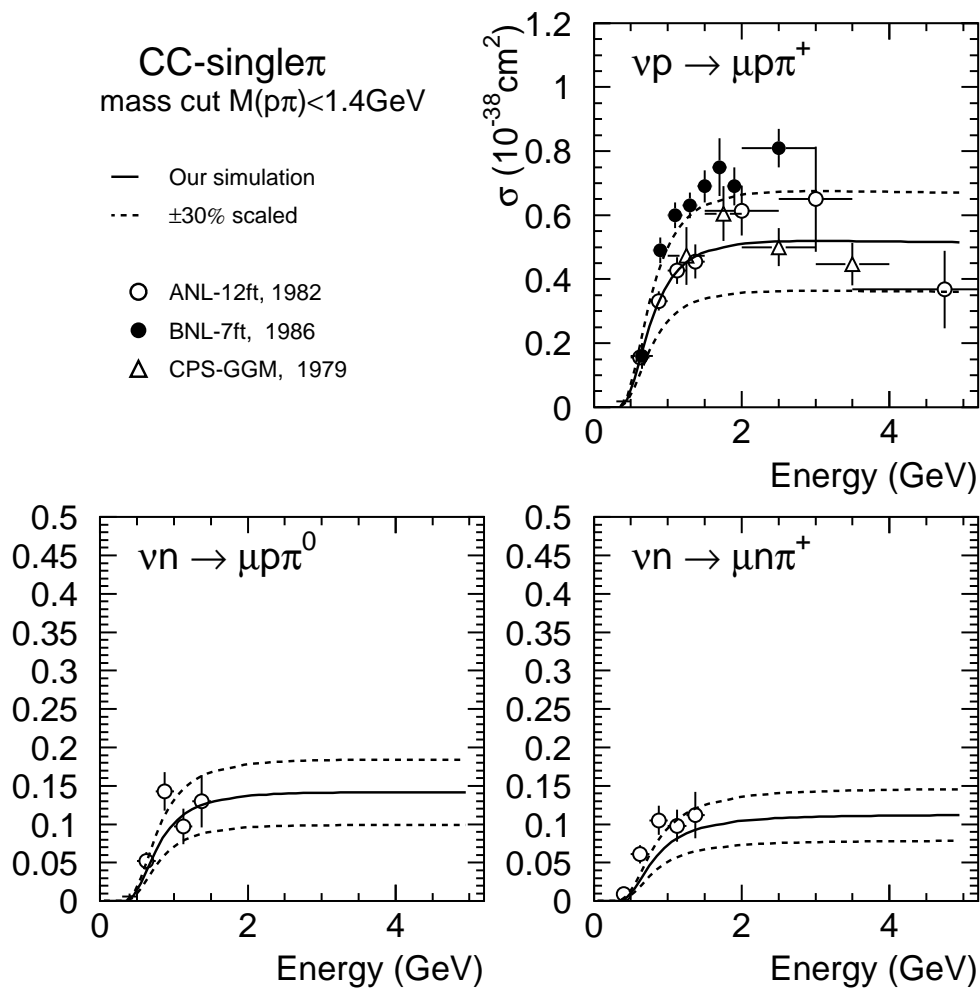 CC-singleπ
mass cut M(pπ)<1.4GeV
Our simulation
±30% scaled
ANL-12ft, 1982
BNL-7ft, 1986
CPS-GGM, 1979
σ (10⁻³⁸cm²)
νp → μpπ⁺
1.2
1
0.8
0.6
0.4
0.2
0
0 2 4
Energy (GeV)
νn → μpπ⁰
0.5
0.45
0.4
0.35
0.3
0.25
0.2
0.15
0.1
0.05
0
0 2 4
Energy (GeV)
νn → μnπ⁺
0.5
0.45
0.4
0.35
0.3
0.25
0.2
0.15
0.1
0.05
0
0 2 4
Energy (GeV)